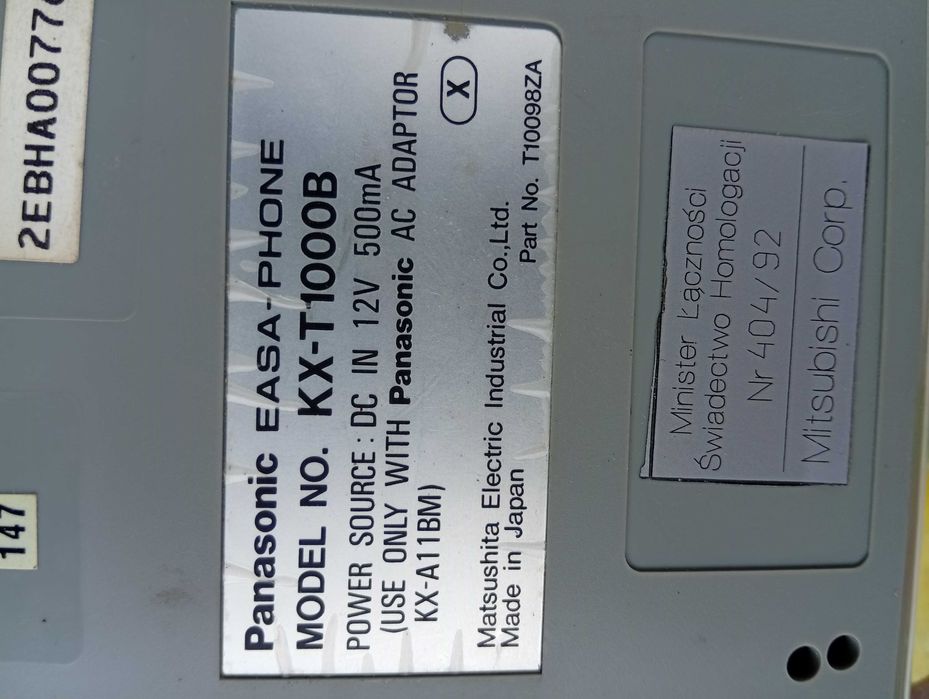 2EBHA0077
147
Panasonic EASA-PHONE
MODEL NO. KX-T1000B
POWER SOURCE : DC IN 12V 500mA
(USE ONLY WITH Panasonic AC ADAPTOR
KX-A11BM)
X
Matsushita Electric Industrial Co.,Ltd.
Made in Japan
Part No. T10098ZA
Minister Łączności
Świadectwo Homologacji
Nr 404/92
Mitsubishi Corp.